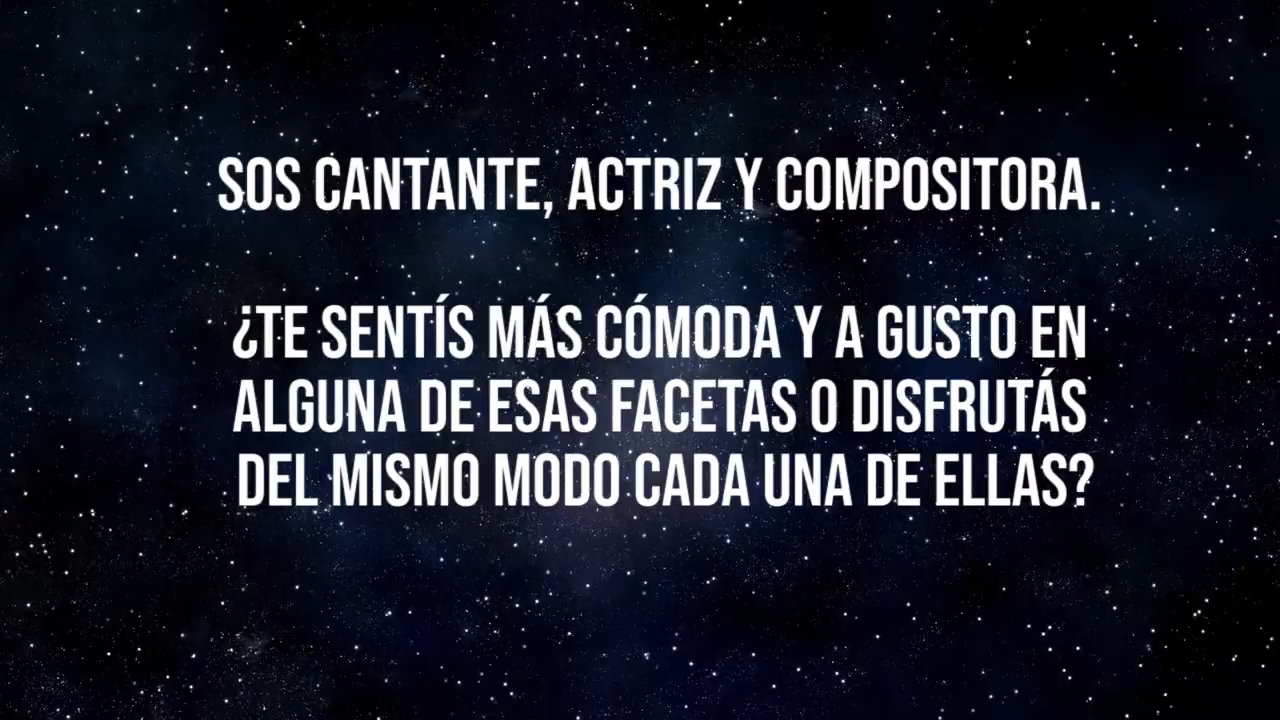 SOS CANTANTE, ACTRIZ Y COMPOSITORA.
¿TE SENTÍS MÁS CÓMODA Y A GUSTO EN
ALGUNA DE ESAS FACETAS O DISFRUTÁS
DEL MISMO MODO CADA UNA DE ELLAS?